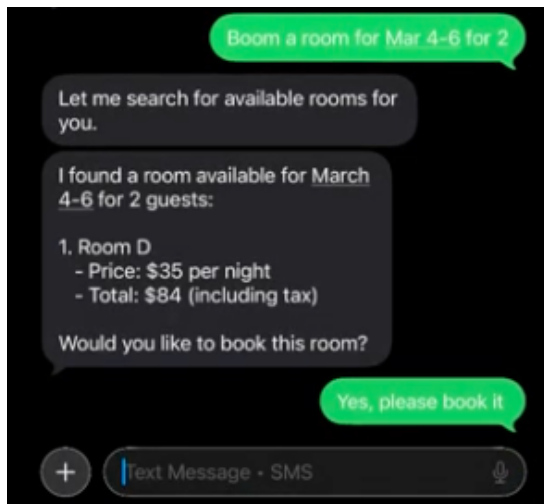 Boom a room for Mar 4-6 for 2
Let me search for available rooms for
you.
I found a room available for March
4-6 for 2 guests:
1. Room D
- Price: $35 per night
- Total: $84 (including tax)
Would you like to book this room?
Yes, please book it
+
Text Message • SMS